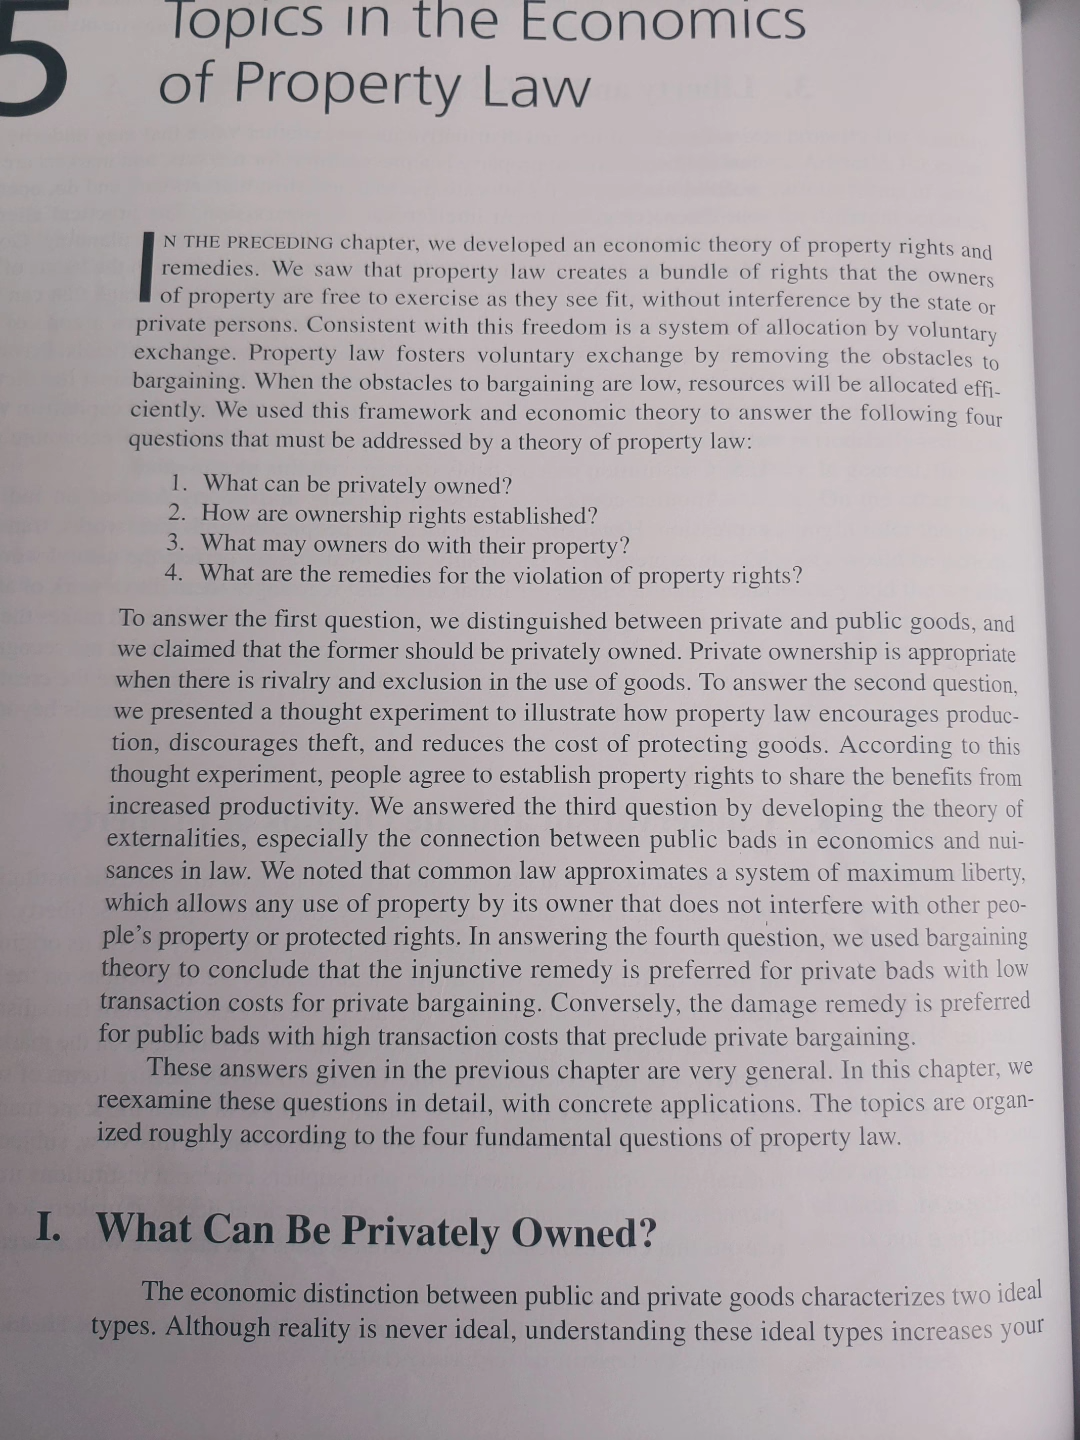 5
Topics in the Economics
of Property Law
IN THE PRECEDING chapter, we developed an economic theory of property rights and
remedies. We saw that property law creates a bundle of rights that the owners
of property are free to exercise as they see fit, without interference by the state or
private persons. Consistent with this freedom is a system of allocation by voluntary
exchange. Property law fosters voluntary exchange by removing the obstacles to
bargaining. When the obstacles to bargaining are low, resources will be allocated effi-
ciently. We used this framework and economic theory to answer the following four
questions that must be addressed by a theory of property law:
1. What can be privately owned?
2. How are ownership rights established?
3. What may owners do with their property?
4. What are the remedies for the violation of property rights?
To answer the first question, we distinguished between private and public goods, and
we claimed that the former should be privately owned. Private ownership is appropriate
when there is rivalry and exclusion in the use of goods. To answer the second question,
we presented a thought experiment to illustrate how property law encourages produc-
tion, discourages theft, and reduces the cost of protecting goods. According to this
thought experiment, people agree to establish property rights to share the benefits from
increased productivity. We answered the third question by developing the theory of
externalities, especially the connection between public bads in economics and nui-
sances in law. We noted that common law approximates a system of maximum liberty,
which allows any use of property by its owner that does not interfere with other peo-
ple's property or protected rights. In answering the fourth question, we used bargaining
theory to conclude that the injunctive remedy is preferred for private bads with low
transaction costs for private bargaining. Conversely, the damage remedy is preferred
for public bads with high transaction costs that preclude private bargaining.
These answers given in the previous chapter are very general. In this chapter, we
reexamine these questions in detail, with concrete applications. The topics are organ-
ized roughly according to the four fundamental questions of property law.
I. What Can Be Privately Owned?
The economic distinction between public and private goods characterizes two ideal
types. Although reality is never ideal, understanding these ideal types increases your